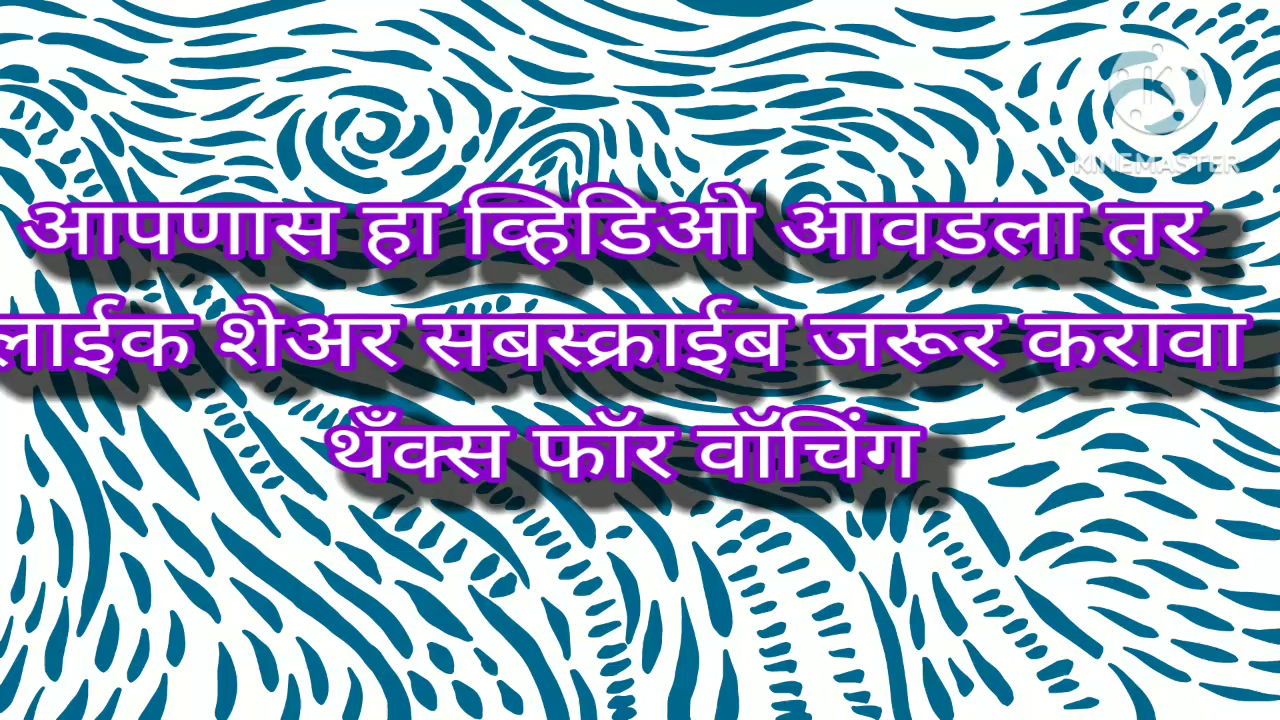 KINEMASTER
आपणास हा व्हिडिओ आवडला तर
लाईक शेअर सबस्क्राईब जरूर करावा
थँक्स फॉर वॉचिंग